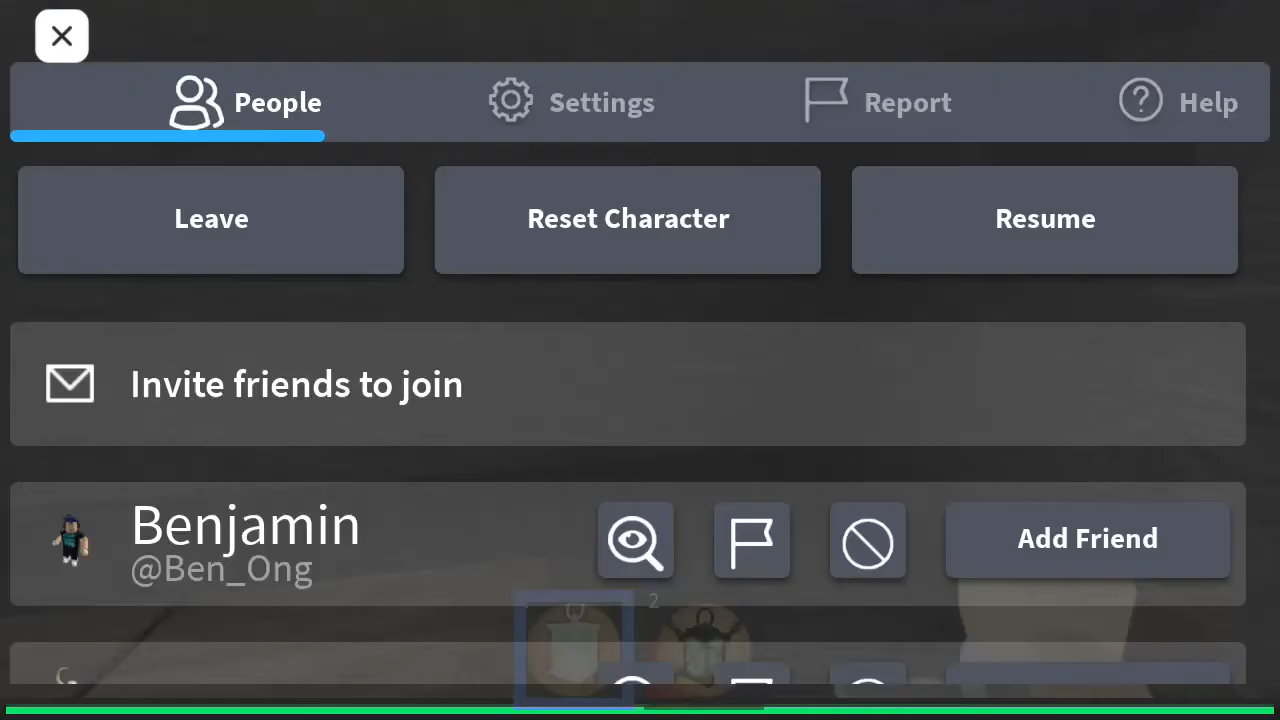 People
Settings
Report
? Help
Leave
Reset Character
Resume
Invite friends to join
Benjamin
@Ben_Ong
Add Friend
2